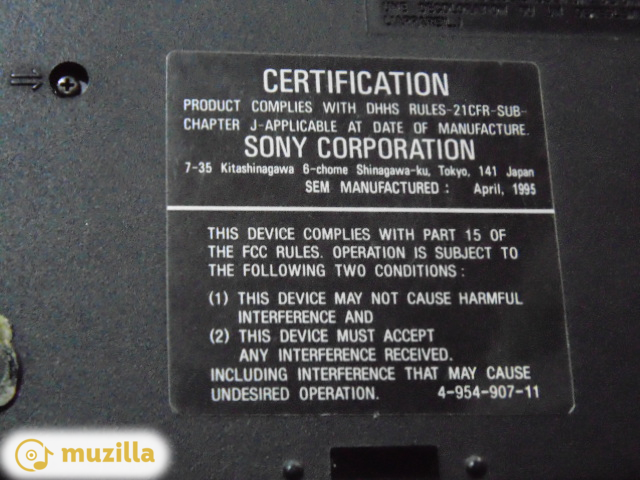 L'APPAREIL.
CERTIFICATION
PRODUCT COMPLIES WITH DHHS RULES-21CFR-SUB-
CHAPTER J-APPLICABLE AT DATE OF MANUFACTURE.
SONY CORPORATION
7-35 Kitashinagawa 6-chome Shinagawa-ku, Tokyo, 141 Japan
SEM MANUFACTURED : April, 1995
THIS DEVICE COMPLIES WITH PART 15 OF
THE FCC RULES. OPERATION IS SUBJECT TO
THE FOLLOWING TWO CONDITIONS :
(1) THIS DEVICE MAY NOT CAUSE HARMFUL
INTERFERENCE AND
(2) THIS DEVICE MUST ACCEPT
ANY INTERFERENCE RECEIVED.
INCLUDING INTERFERENCE THAT MAY CAUSE
UNDESIRED OPERATION. 4-954-907-11
muzilla